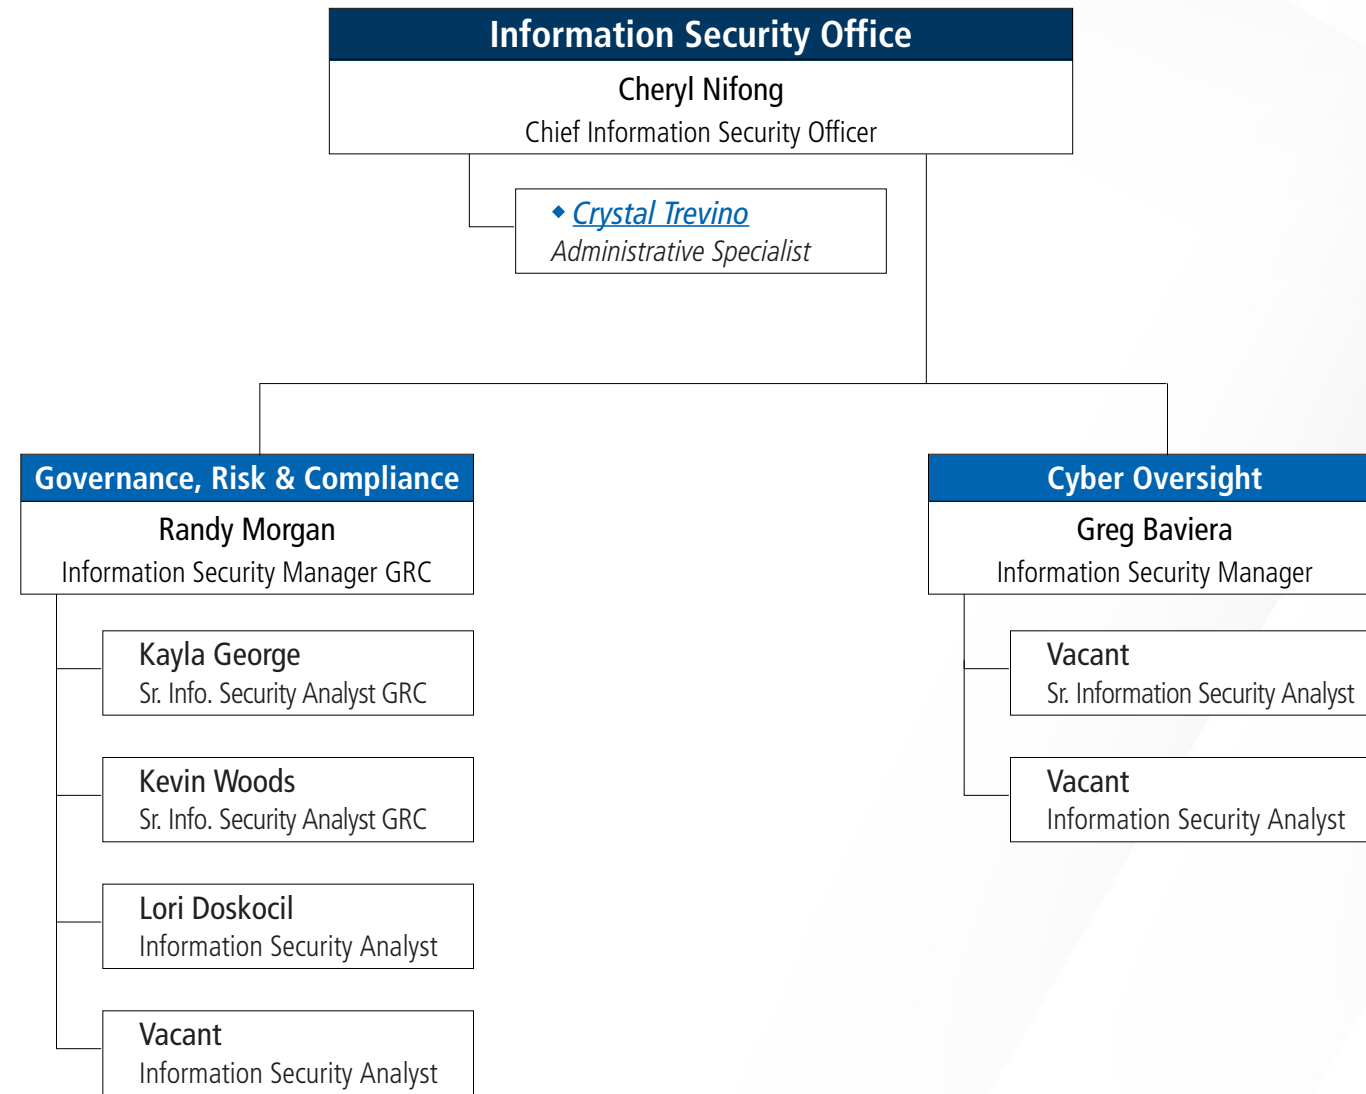 Information Security Office
Cheryl Nifong
Chief Information Security Officer
◆ Crystal Trevino
Administrative Specialist
Governance, Risk & Compliance
Randy Morgan
Information Security Manager GRC
Kayla George
Sr. Info. Security Analyst GRC
Kevin Woods
Sr. Info. Security Analyst GRC
Lori Doskocil
Information Security Analyst
Vacant
Information Security Analyst
Cyber Oversight
Greg Baviera
Information Security Manager
Vacant
Sr. Information Security Analyst
Vacant
Information Security Analyst